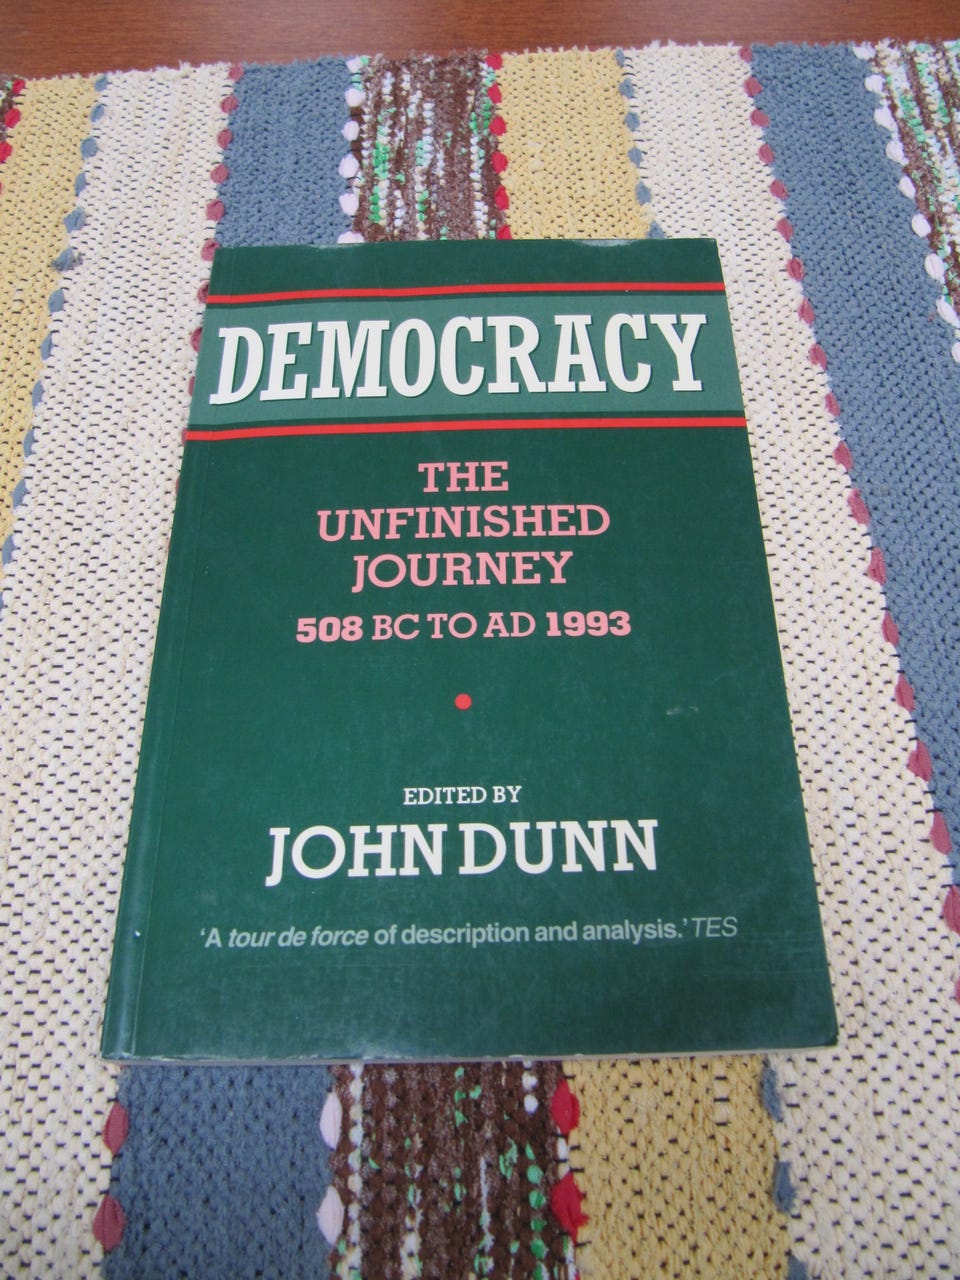 DEMOCRACY
THE
UNFINISHED
JOURNEY
508 BC TO AD 1993
EDITED BY
JOHN DUNN
‘A tour de force of description and analysis.’ TES